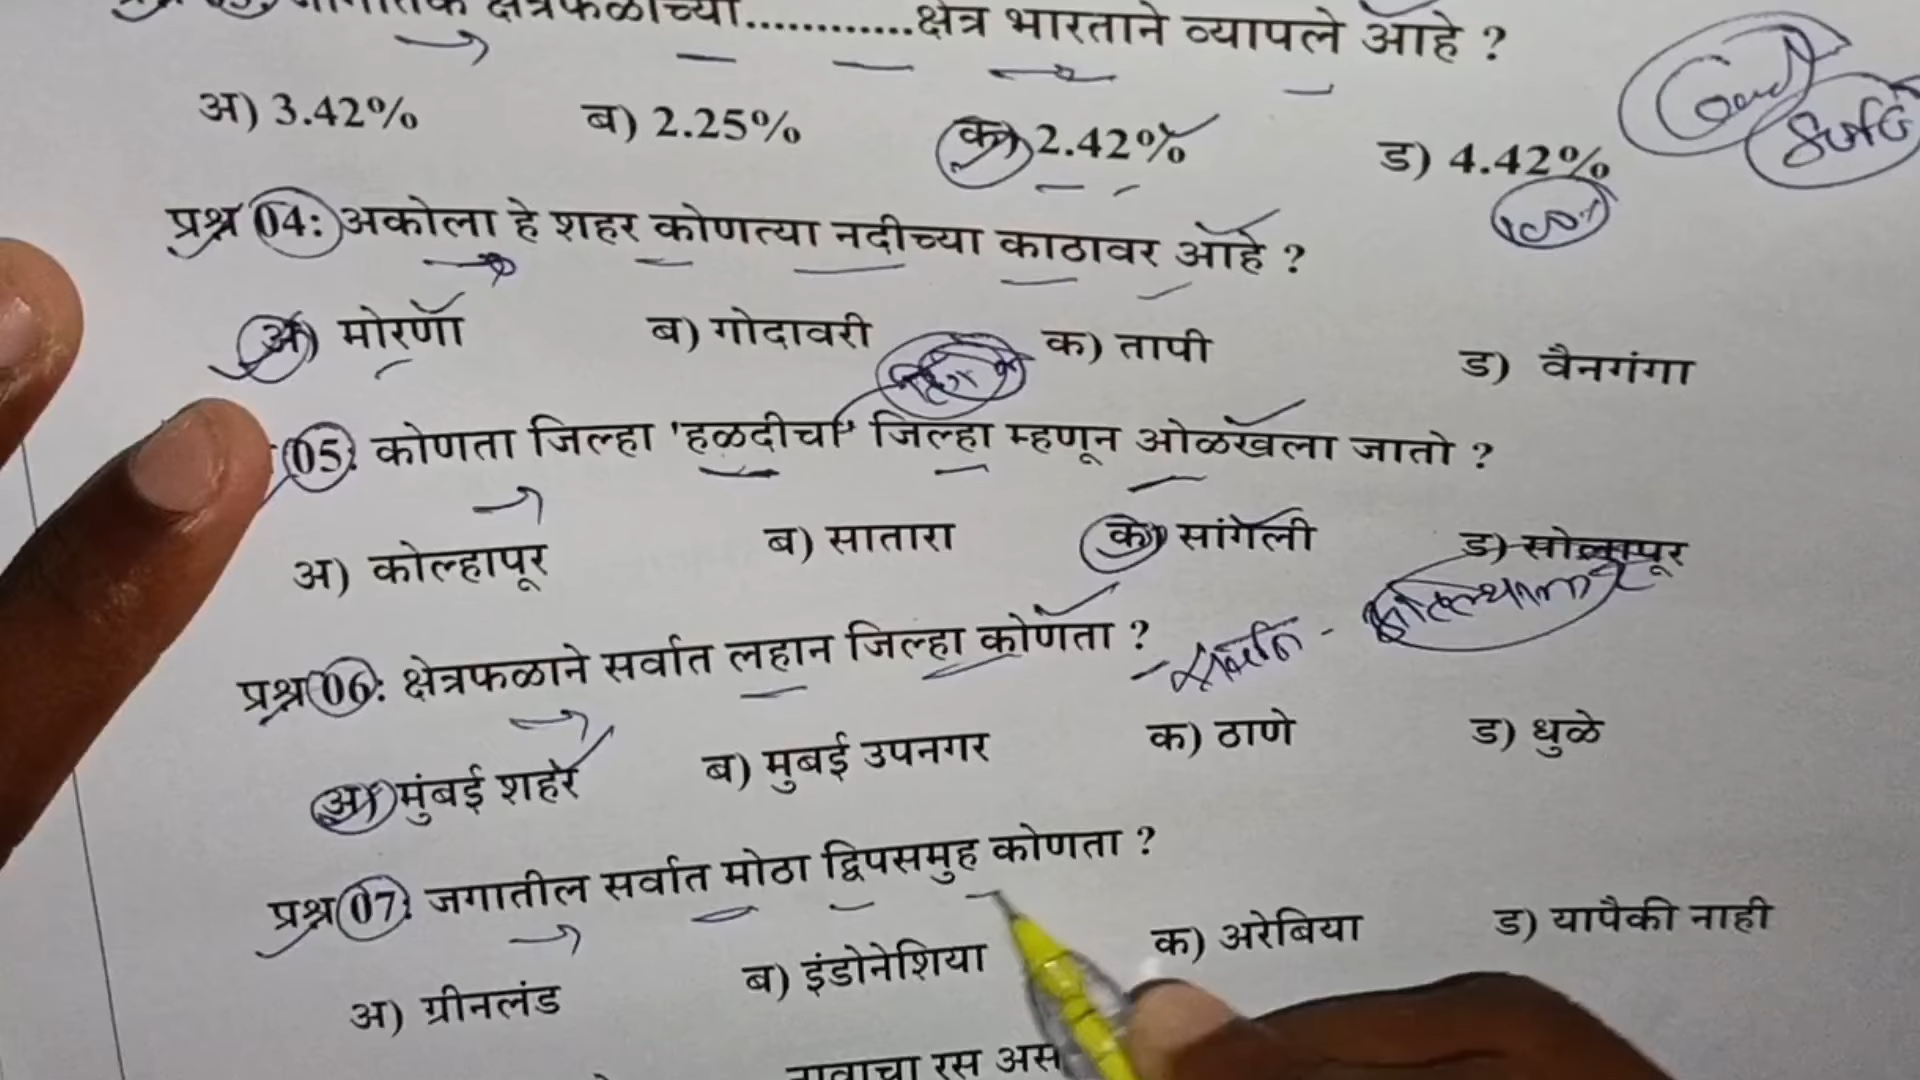 जागतिक क्षेत्रफळाच्या............क्षेत्र भारताने व्यापले आहे ?
अ) 3.42% ब) 2.25% क) 2.42% ड) 4.42%
प्रश्न 04: अकोला हे शहर कोणत्या नदीच्या काठावर आहे ?
अ) मोरणा ब) गोदावरी क) तापी ड) वैनगंगा
05: कोणता जिल्हा 'हळदीचा' जिल्हा म्हणून ओळखला जातो ?
अ) कोल्हापूर ब) सातारा क) सांगली ड) सोलापूर
प्रश्न 06: क्षेत्रफळाने सर्वात लहान जिल्हा कोणता ?
अ) मुंबई शहर ब) मुबई उपनगर क) ठाणे ड) धुळे
प्रश्न 07: जगातील सर्वात मोठा द्विपसमुह कोणता ?
अ) ग्रीनलंड ब) इंडोनेशिया क) अरेबिया ड) यापैकी नाही
रस